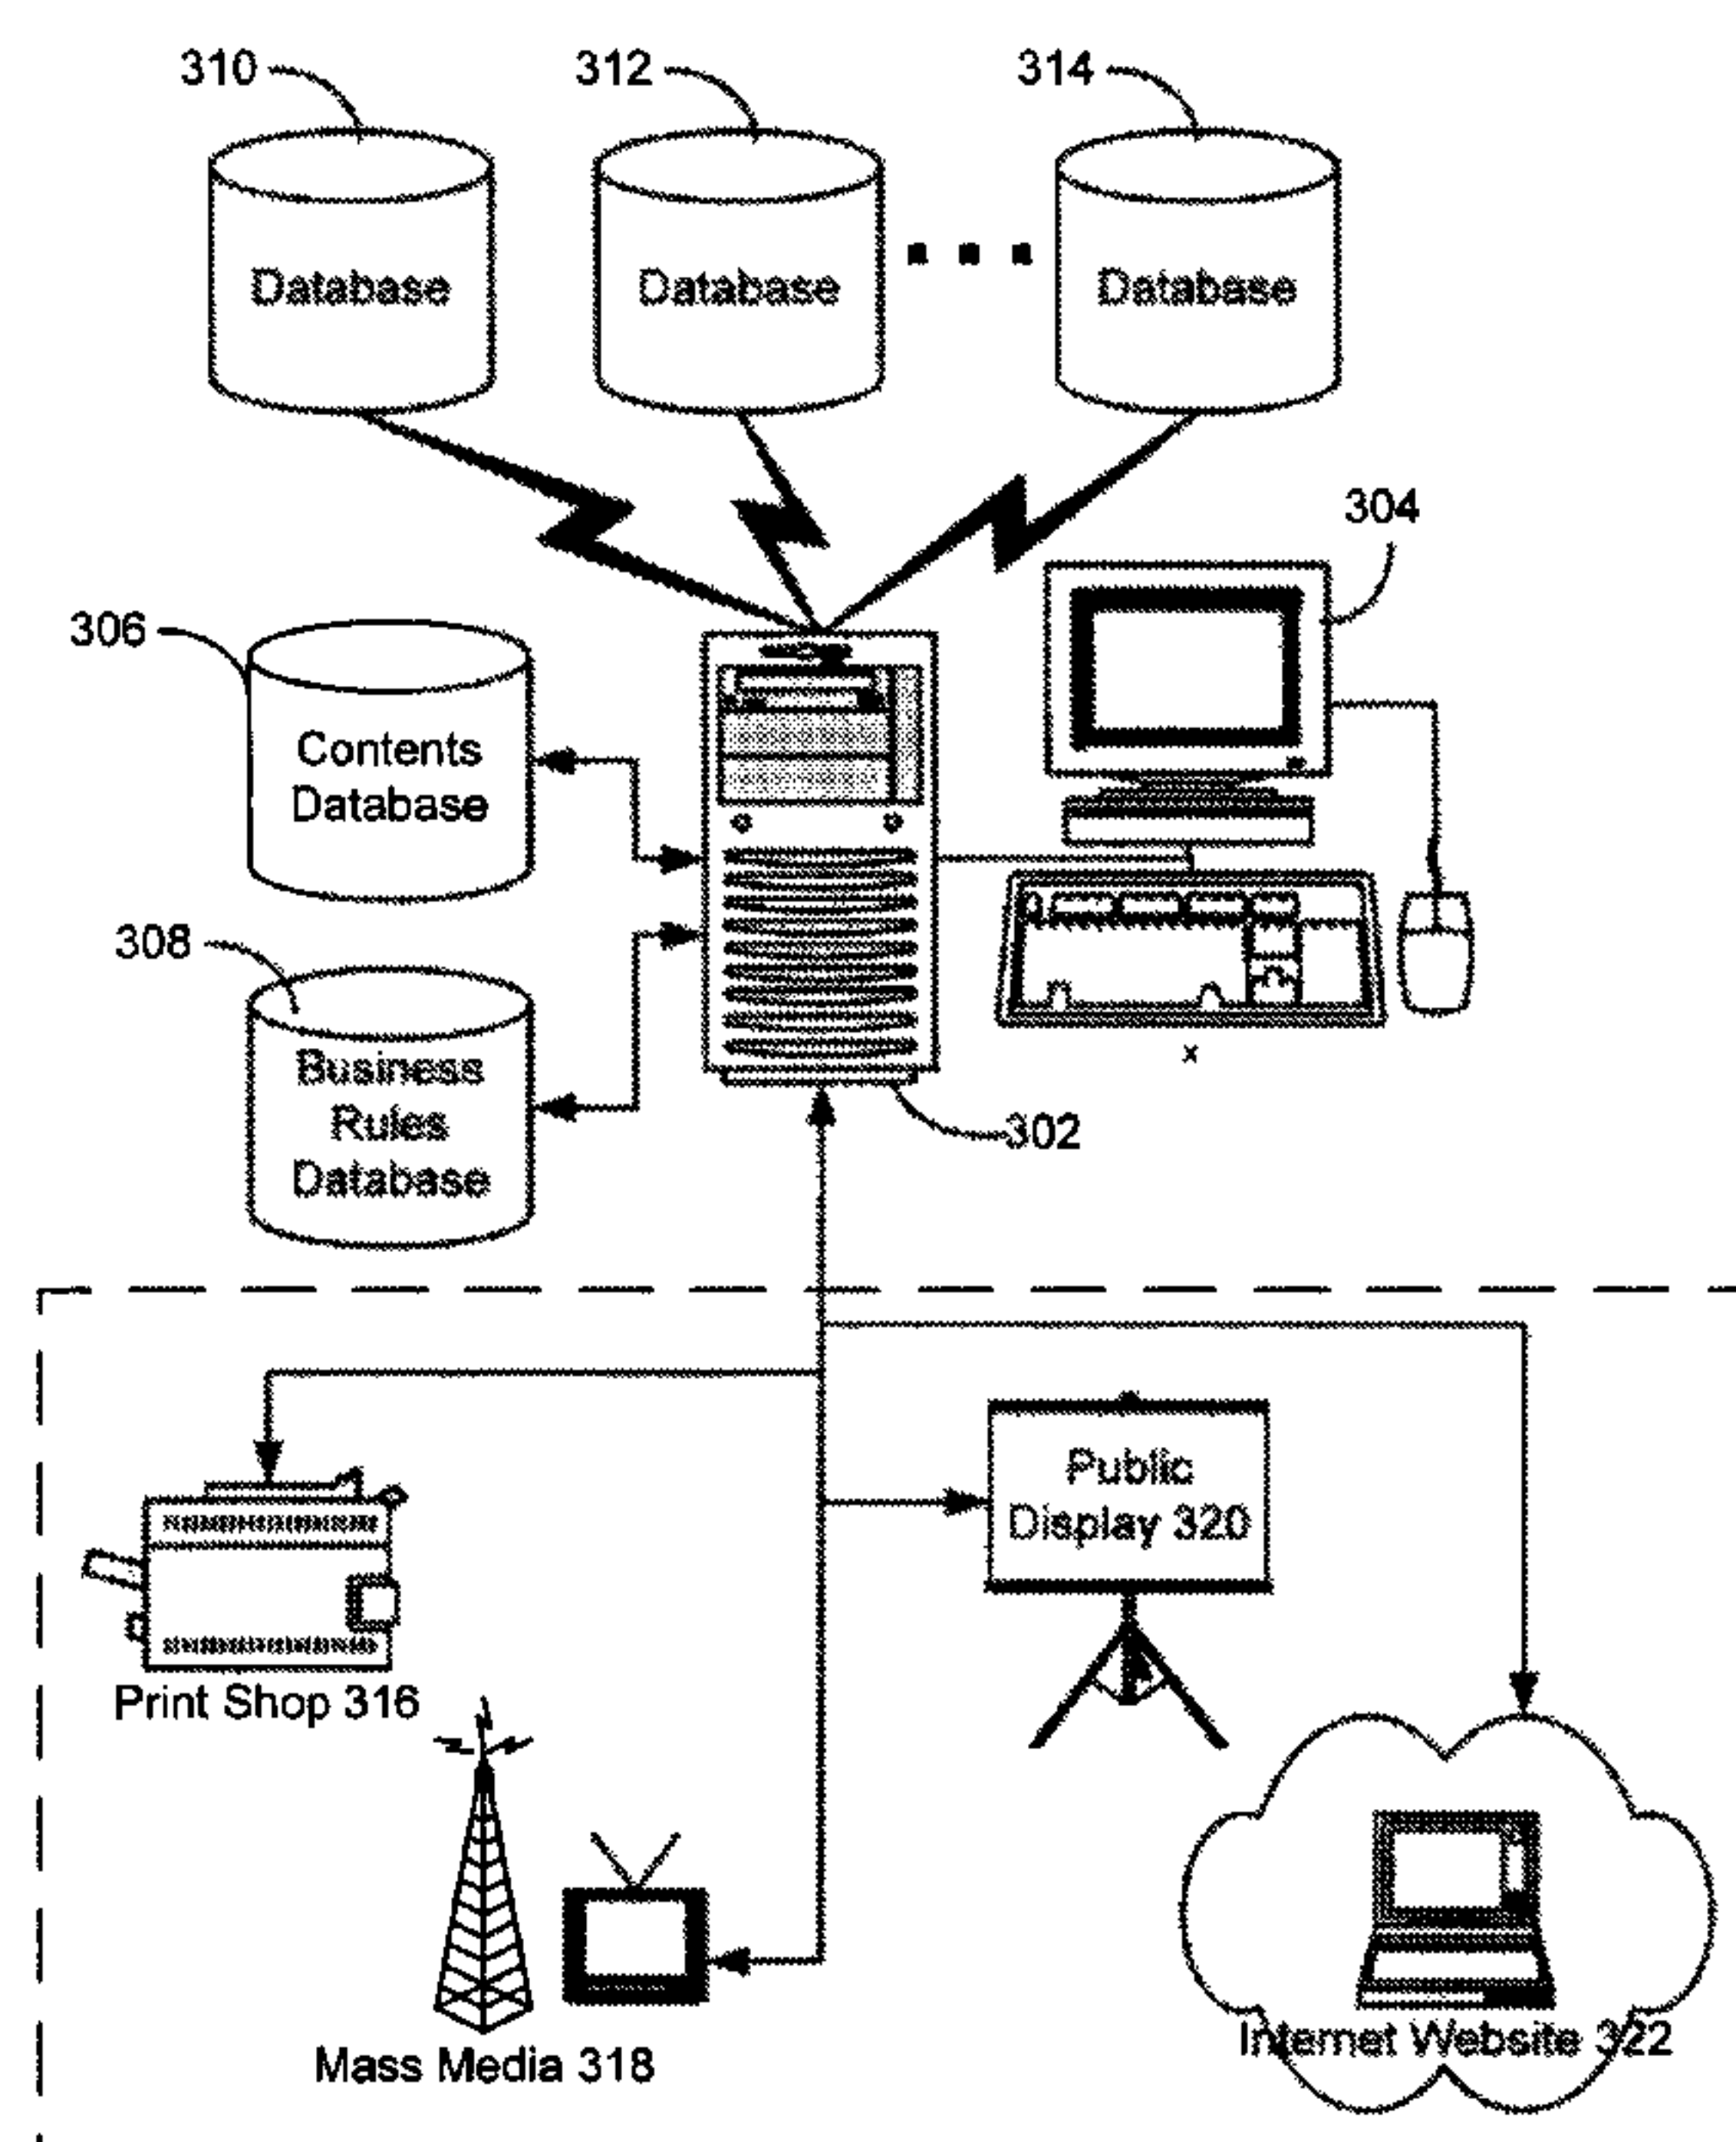 310
312
314
Database
Database
Database
304
306
Contents
Database
308
Business
Rules
Database
x
302
Public
Display 320
Print Shop 316
Mass Media 318
Internet Website 322